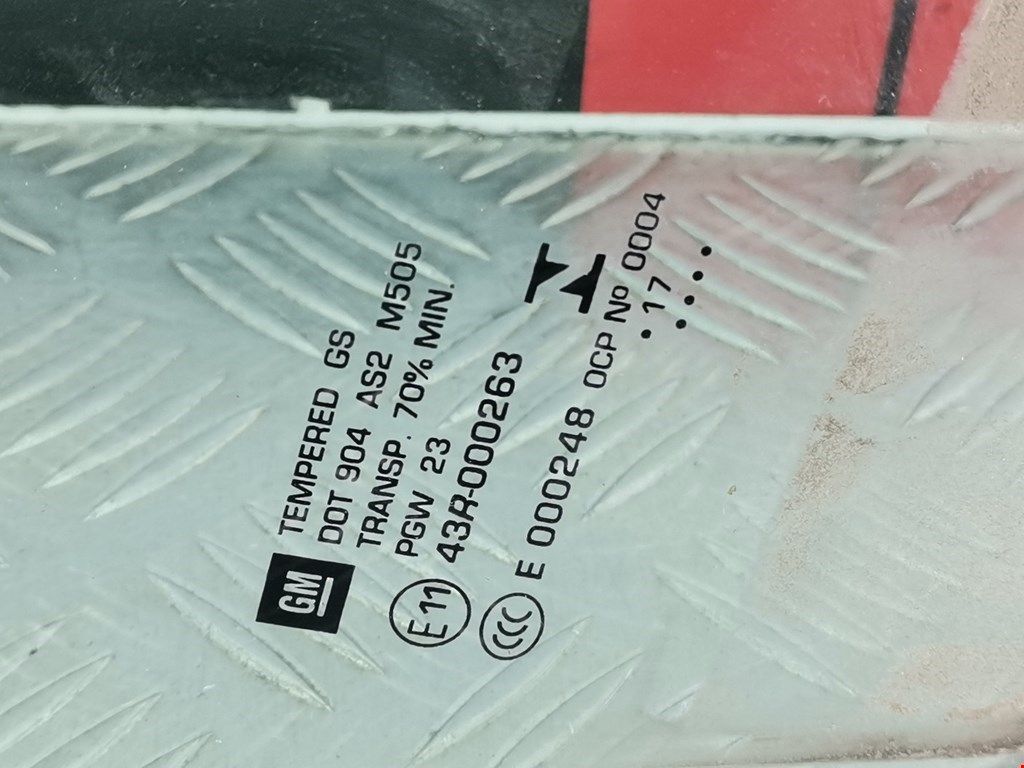 GM
TEMPERED GS
DOT 904 AS2 M505
TRANSP. 70% MIN.
PGW 23
E11 43R-000263
CCC E 000248 OCP Nº 0004
.17
....